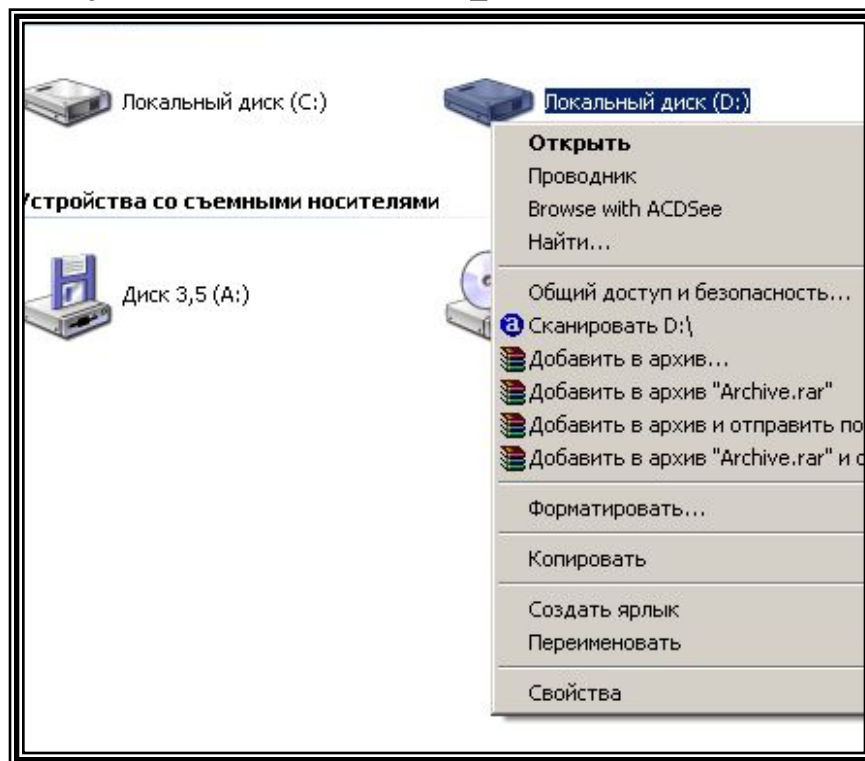 Локальный диск (C:)
Локальный диск (D:)
Открыть
Проводник
Browse with ACDSee
Найти...
Устройства со съемными носителями
Диск 3,5 (A:)
Общий доступ и безопасность...
Сканировать D:\
Добавить в архив...
Добавить в архив "Archive.rar"
Добавить в архив и отправить по
Добавить в архив "Archive.rar" и
Форматировать...
Копировать
Создать ярлык
Переименовать
Свойства